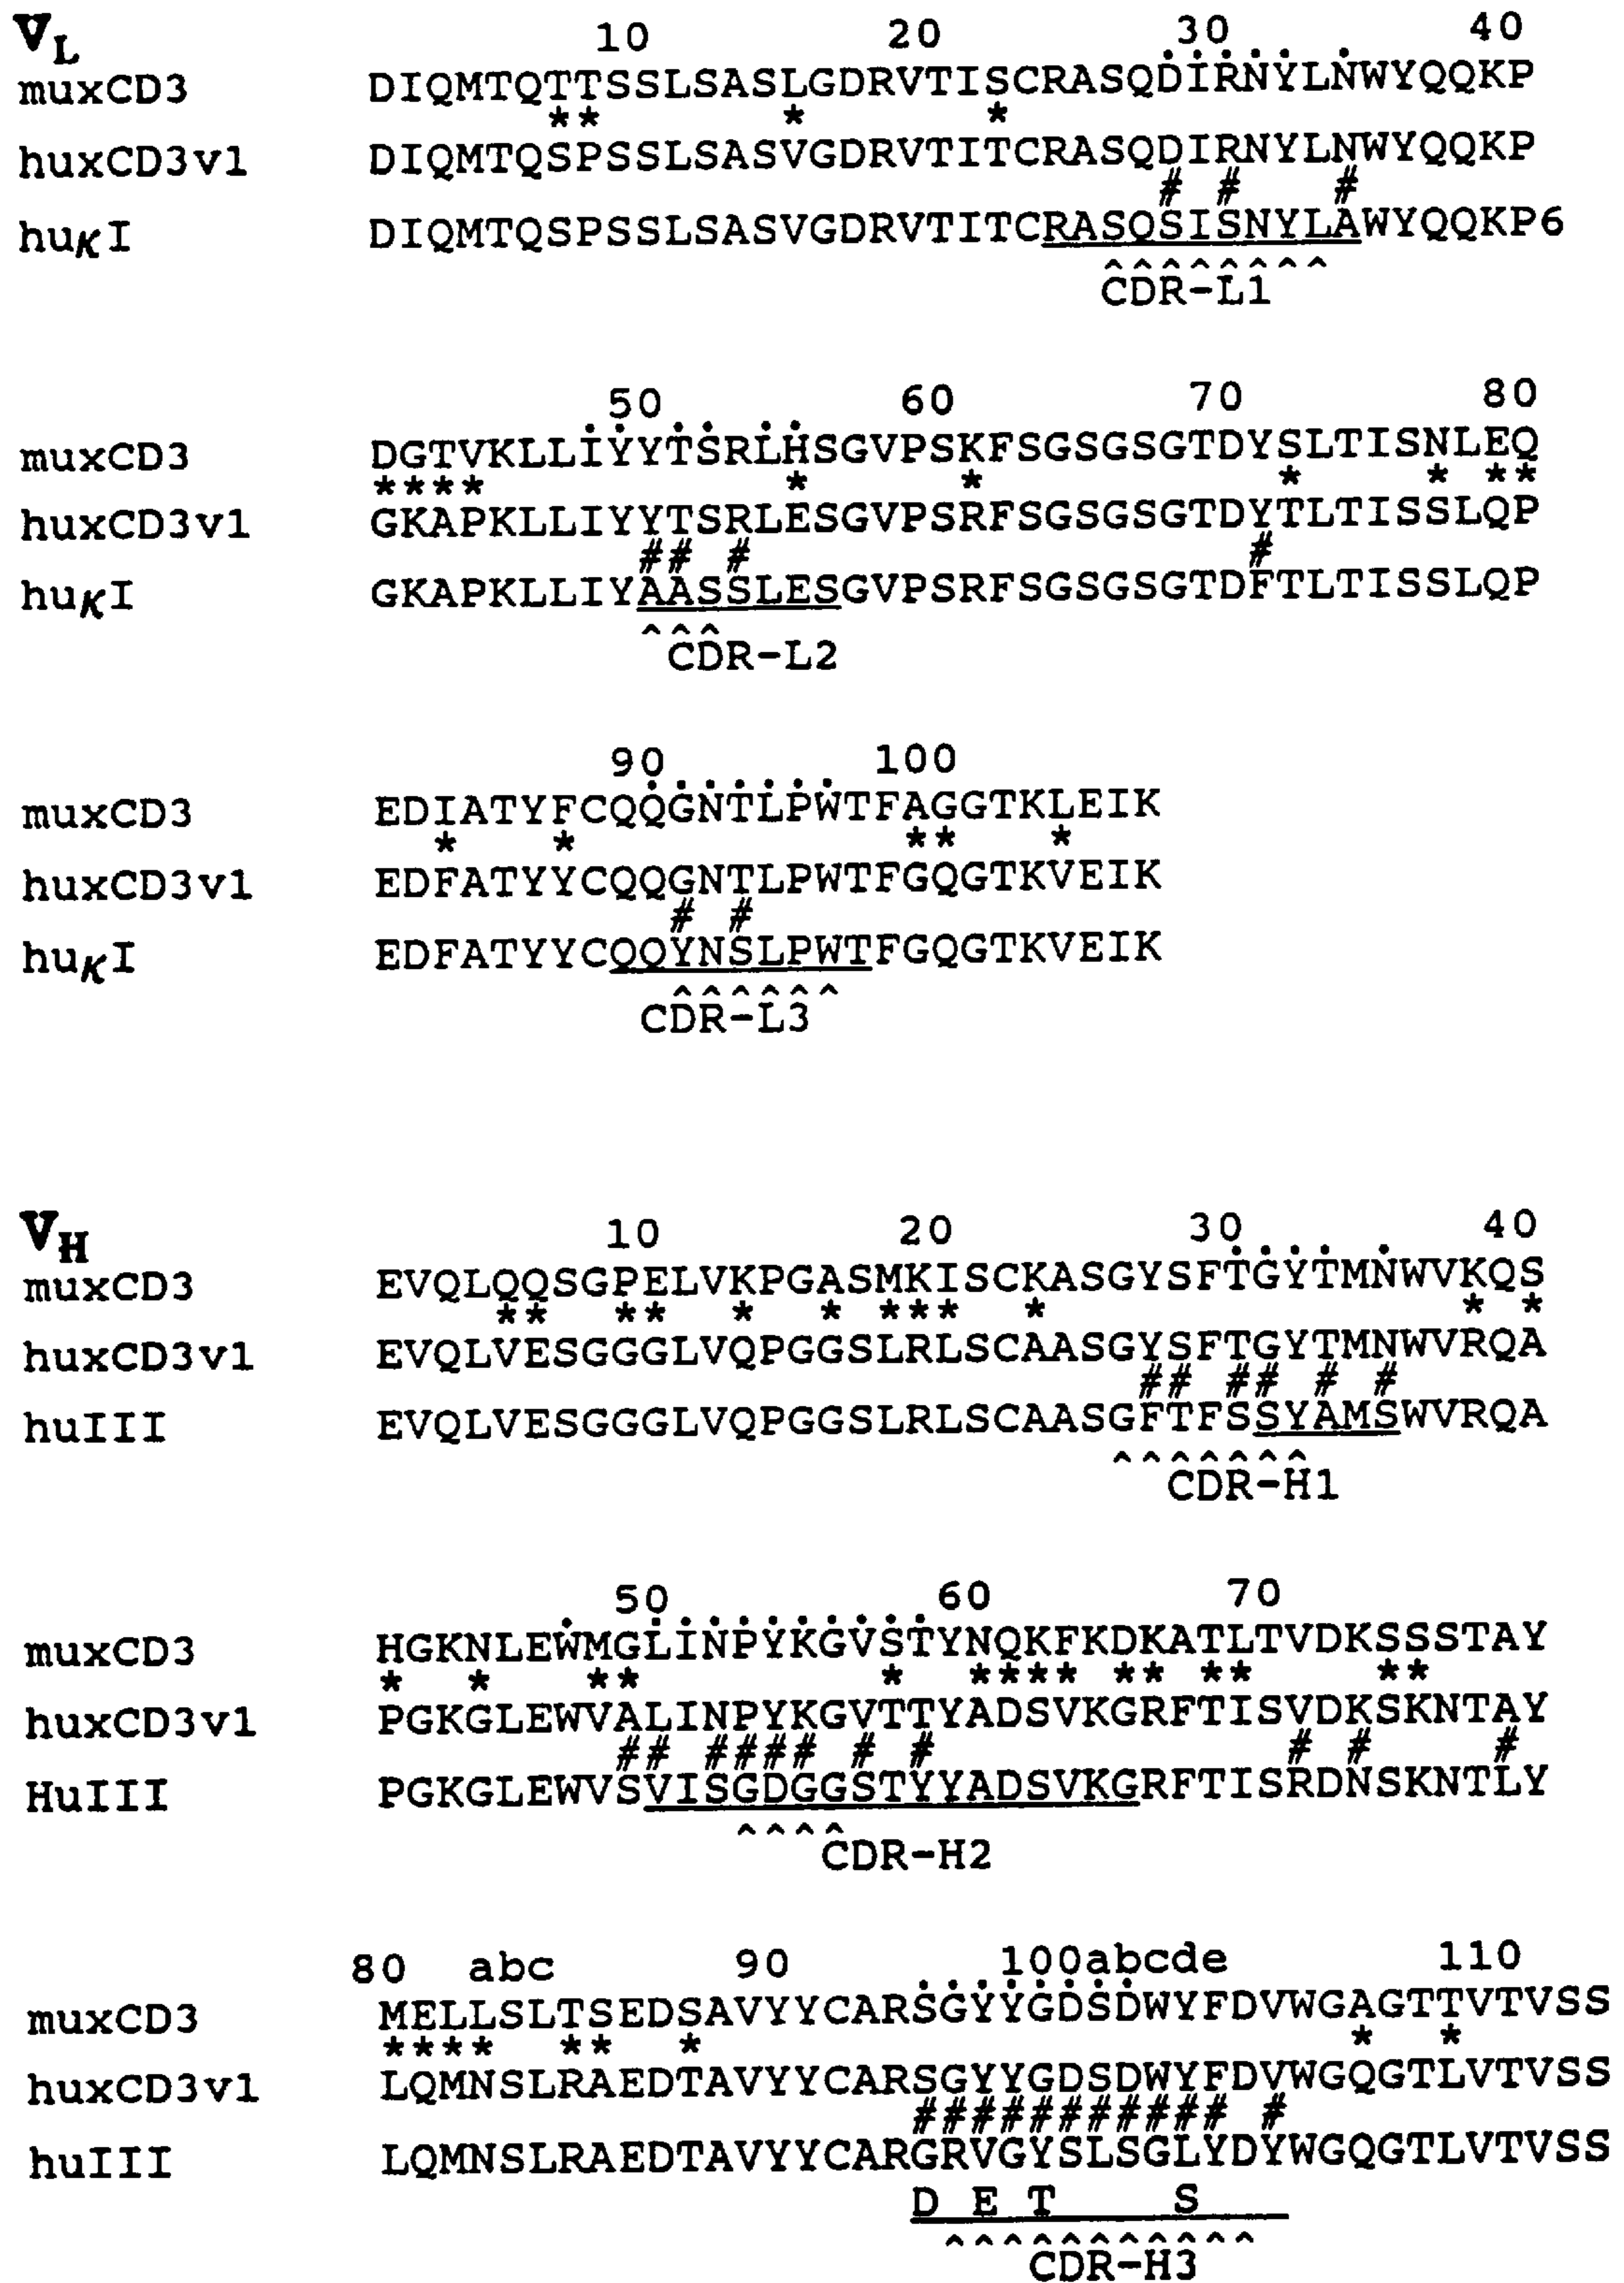 VL 10 20 30 40
muxCD3 DIQMTQTTSSLSASLGDRVTISCRASQDIRNYLNWYQQKP
** * *
huxCD3v1 DIQMTQSPSSLSASVGDRVTITCRASQDIRNYLNWYQQKP
# # #
huκI DIQMTQSPSSLSASVGDRVTITCRASQSISNYLAWYQQKP6
^^^^^^^^
CDR-L1
50 60 70 80
muxCD3 DGTVKLLIYYTSRLHSGVPSKFSGSGSGTDYSLTISNLEQ
**** * * * * **
huxCD3v1 GKAPKLLIYYTSRLESGVPSRFSGSGSGTDYTLTISSLQP
## # #
huκI GKAPKLLIYAASSLESGVPSRFSGSGSGTDFTLTISSLQP
^^^
CDR-L2
90 100
muxCD3 EDIATYFCQQGNTLPWTFAGGTKLEIK
* * ** *
huxCD3v1 EDFATYYCQQGNTLPWTFGQGTKVEIK
# #
huκI EDFATYYCQQYNSLPWTFGQGTKVEIK
^^^^^^
CDR-L3
VH 10 20 30 40
muxCD3 EVQLQQSGPELVKPGASMKISCKASGYSFTGYTMNWVKQS
** ** * * *** * * *
huxCD3v1 EVQLVESGGGLVQPGGSLRLSCAASGYSFTGYTMNWVRQA
## ## # #
huIII EVQLVESGGGLVQPGGSLRLSCAASGFTFSSYAMSWVRQA
^^^^^^^
CDR-H1
50 60 70
muxCD3 HGKNLEWMGLINPYKGVSTYNQKFKDKATLTVDKSSSTAY
* * ** * **** ** ** **
huxCD3v1 PGKGLEWVALINPYKGVTTYADSVKGRFTISVDKSKNTAY
## #### # # # # #
HuIII PGKGLEWVSVISGDGGSTYYADSVKGRFTISRDNSKNTLY
^^^^
CDR-H2
80 abc 90 100abcde 110
muxCD3 MELLSLTSEDSAVYYCARSGYYGDSDWYFDVWGAGTTVTVSS
**** ** * * *
huxCD3v1 LQMNSLRAEDTAVYYCARSGYYGDSDWYFDVWGQGTLVTVSS
########### #
huIII LQMNSLRAEDTAVYYCARGRVGYSLSGLYDYWGQGTLVTVSS
D E T S
^^^^^^^^^^^
CDR-H3